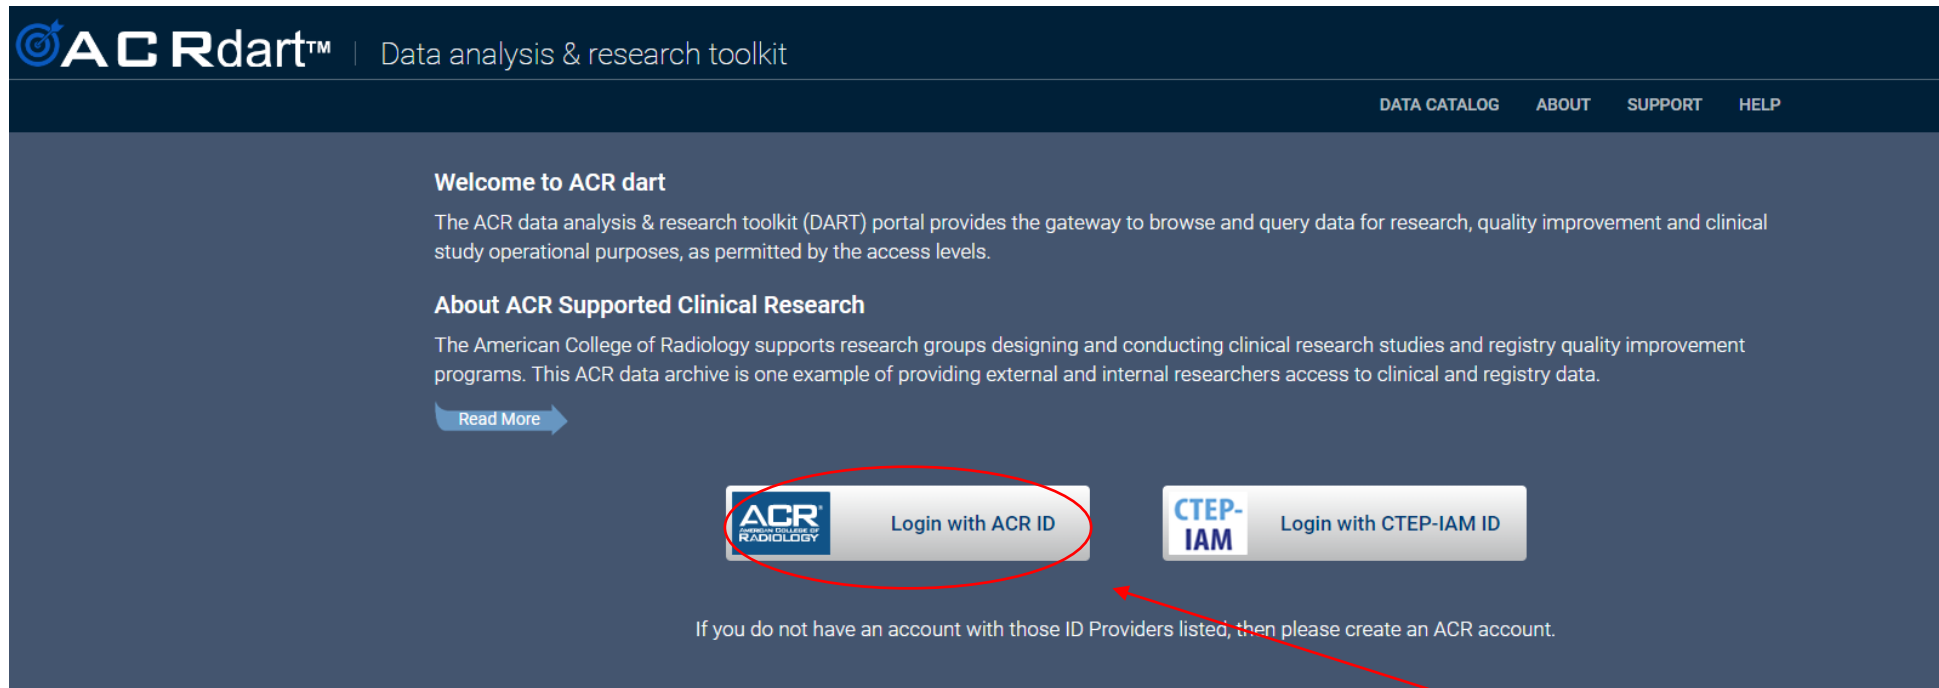 ACRdart™ | Data analysis & research toolkit
DATA CATALOG ABOUT SUPPORT HELP
Welcome to ACR dart
The ACR data analysis & research toolkit (DART) portal provides the gateway to browse and query data for research, quality improvement and clinical
study operational purposes, as permitted by the access levels.
About ACR Supported Clinical Research
The American College of Radiology supports research groups designing and conducting clinical research studies and registry quality improvement
programs. This ACR data archive is one example of providing external and internal researchers access to clinical and registry data.
Read More
ACR®
AMERICAN COLLEGE OF
RADIOLOGY
Login with ACR ID
CTEP-
IAM
Login with CTEP-IAM ID
If you do not have an account with those ID Providers listed, then please create an ACR account.